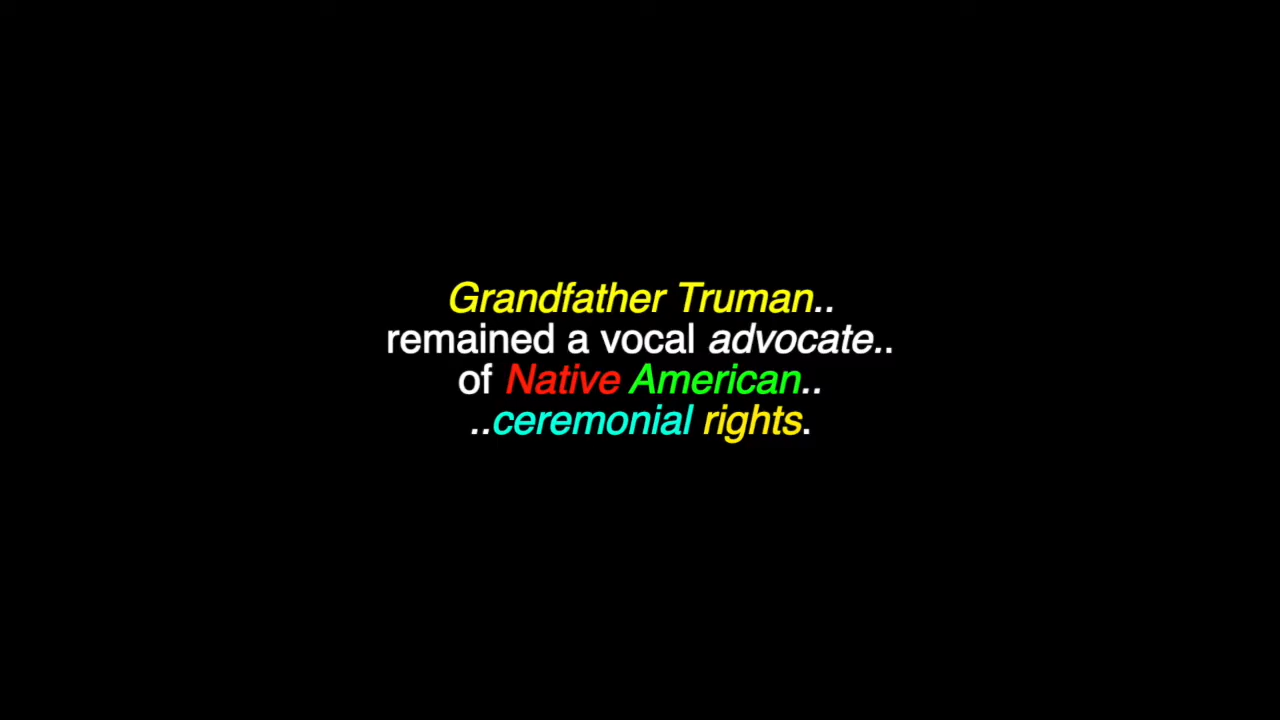 Grandfather Truman..
remained a vocal advocate..
of Native American..
..ceremonial rights.